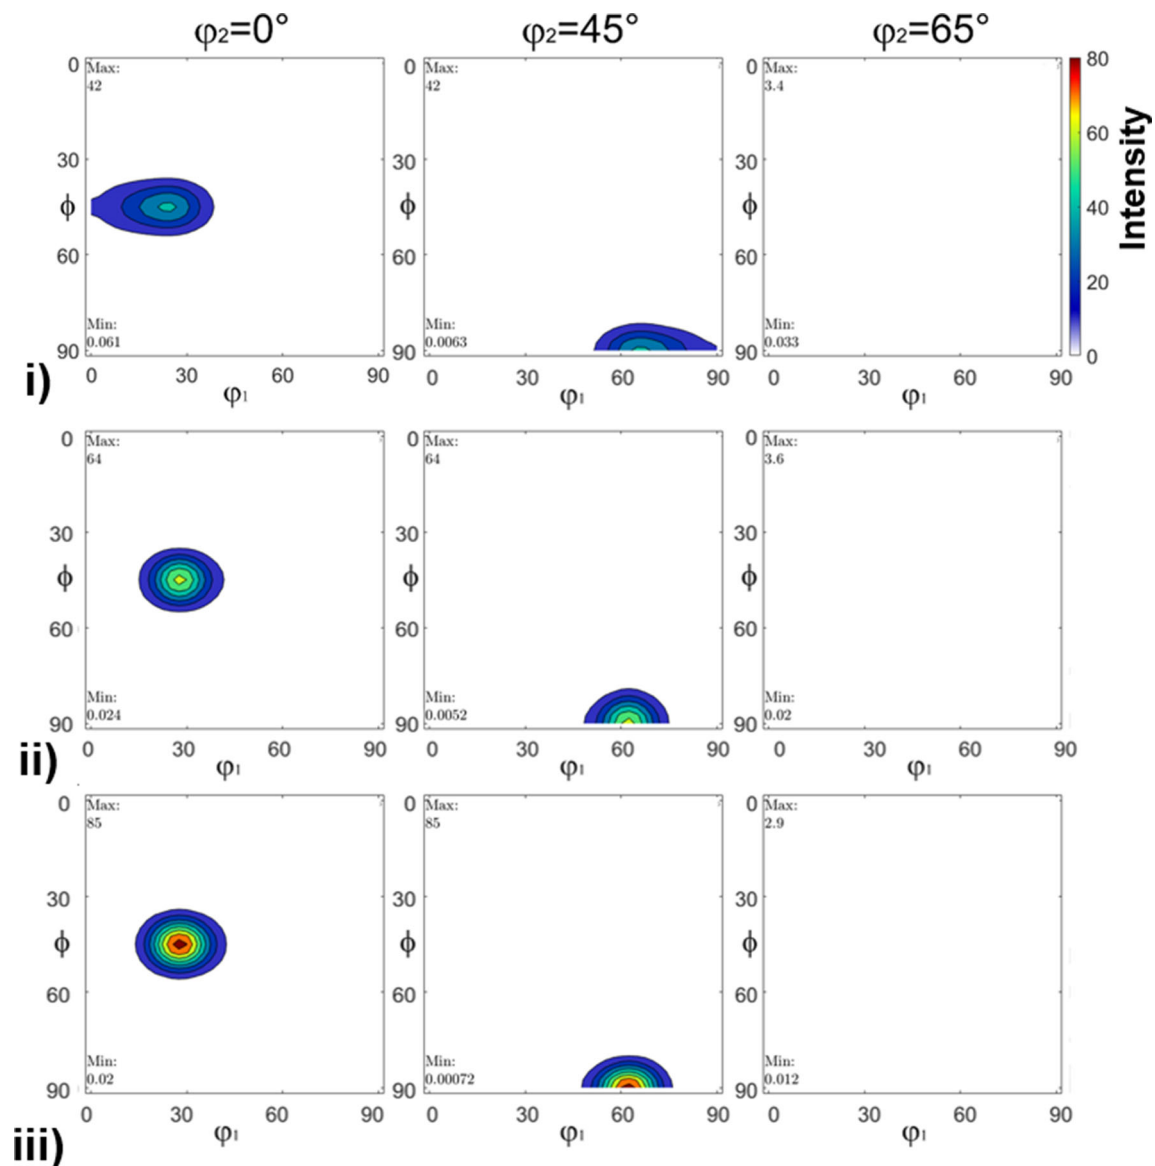 φ₂=0° φ₂=45° φ₂=65°
0 Max: 42 0 Max: 42 0 Max: 3.4 80
30 30 30 60
ϕ ϕ ϕ 40 Intensity
60 60 60 20
Min: 0.061 Min: 0.0063 Min: 0.033
90 90 90 0
i) 0 30 60 90 0 30 60 90 0 30 60 90
φ₁ φ₁ φ₁
0 Max: 64 0 Max: 64 0 Max: 3.6
30 30 30
ϕ ϕ ϕ
60 60 60
Min: 0.024 Min: 0.0052 Min: 0.02
90 90 90
ii) 0 30 60 90 0 30 60 90 0 30 60 90
φ₁ φ₁ φ₁
0 Max: 85 0 Max: 85 0 Max: 2.9
30 30 30
ϕ ϕ ϕ
60 60 60
Min: 0.02 Min: 0.00072 Min: 0.012
90 90 90
0 30 60 90 0 30 60 90 0 30 60 90
iii) φ₁ φ₁ φ₁